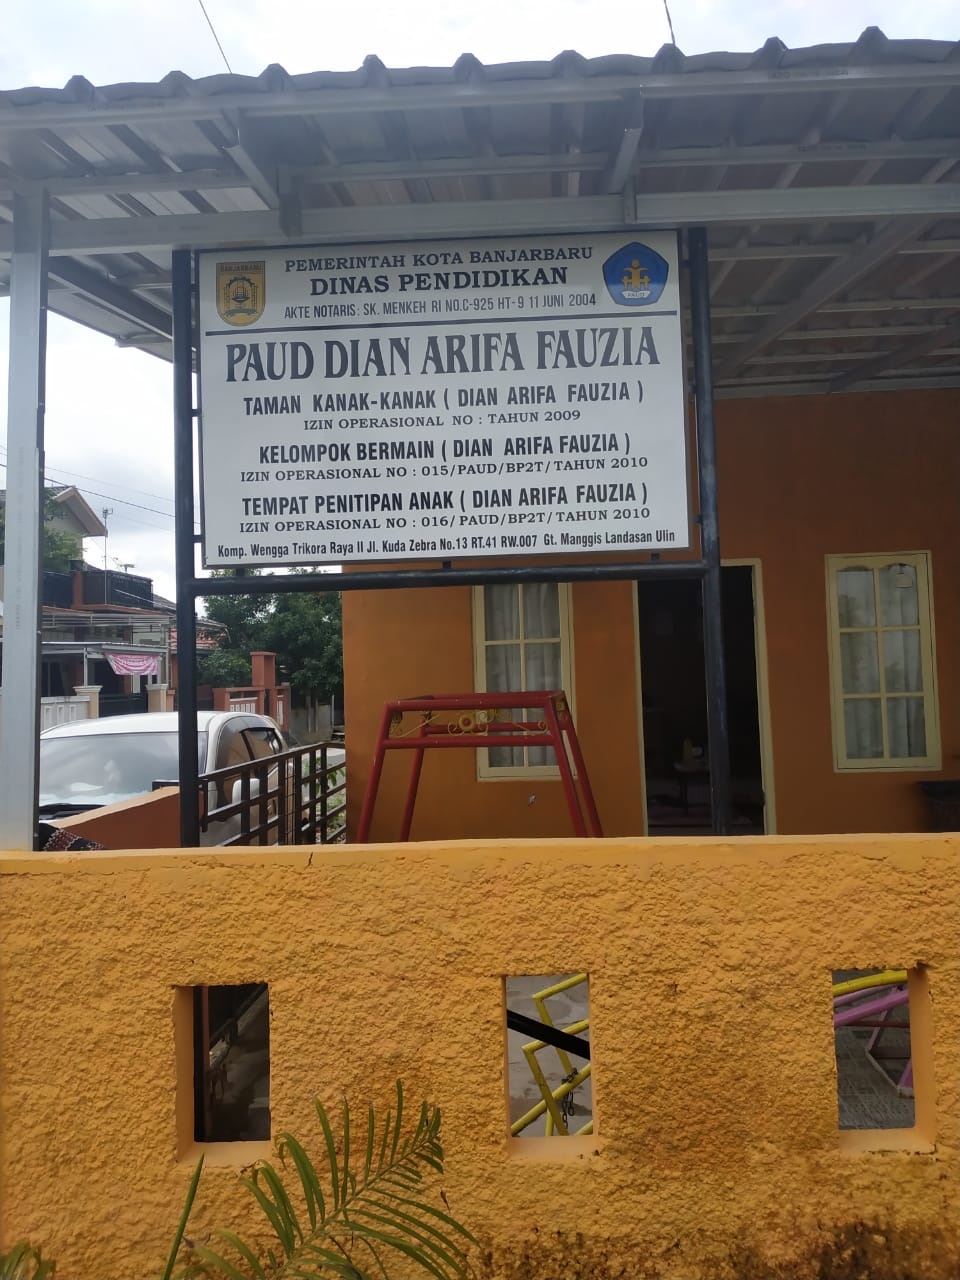 BANJARBARU
PEMERINTAH KOTA BANJARBARU
DINAS PENDIDIKAN
AKTE NOTARIS: SK. MENKEH RI NO.C-925 HT-9 11 JUNI 2004
PAUD
PAUD DIAN ARIFA FAUZIA
TAMAN KANAK-KANAK ( DIAN ARIFA FAUZIA )
IZIN OPERASIONAL NO : TAHUN 2009
KELOMPOK BERMAIN ( DIAN ARIFA FAUZIA )
IZIN OPERASIONAL NO : 015/PAUD/BP2T/TAHUN 2010
TEMPAT PENITIPAN ANAK ( DIAN ARIFA FAUZIA )
IZIN OPERASIONAL NO : 016/ PAUD/BP2T/TAHUN 2010
Komp. Wengga Trikora Raya II Jl. Kuda Zebra No.13 RT.41 RW.007 Gt. Manggis Landasan Ulin